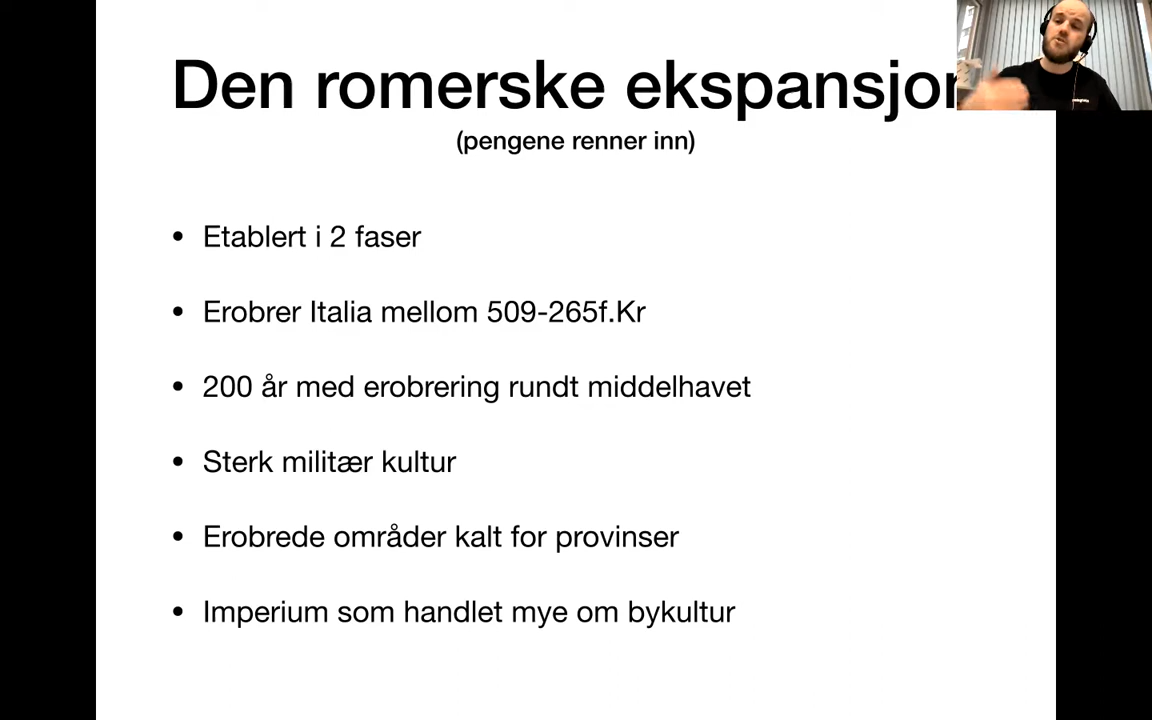 Den romerske ekspansjon
(pengene renner inn)
• Etablert i 2 faser
• Erobrer Italia mellom 509-265f.Kr
• 200 år med erobrering rundt middelhavet
• Sterk militær kultur
• Erobrede områder kalt for provinser
• Imperium som handlet mye om bykultur